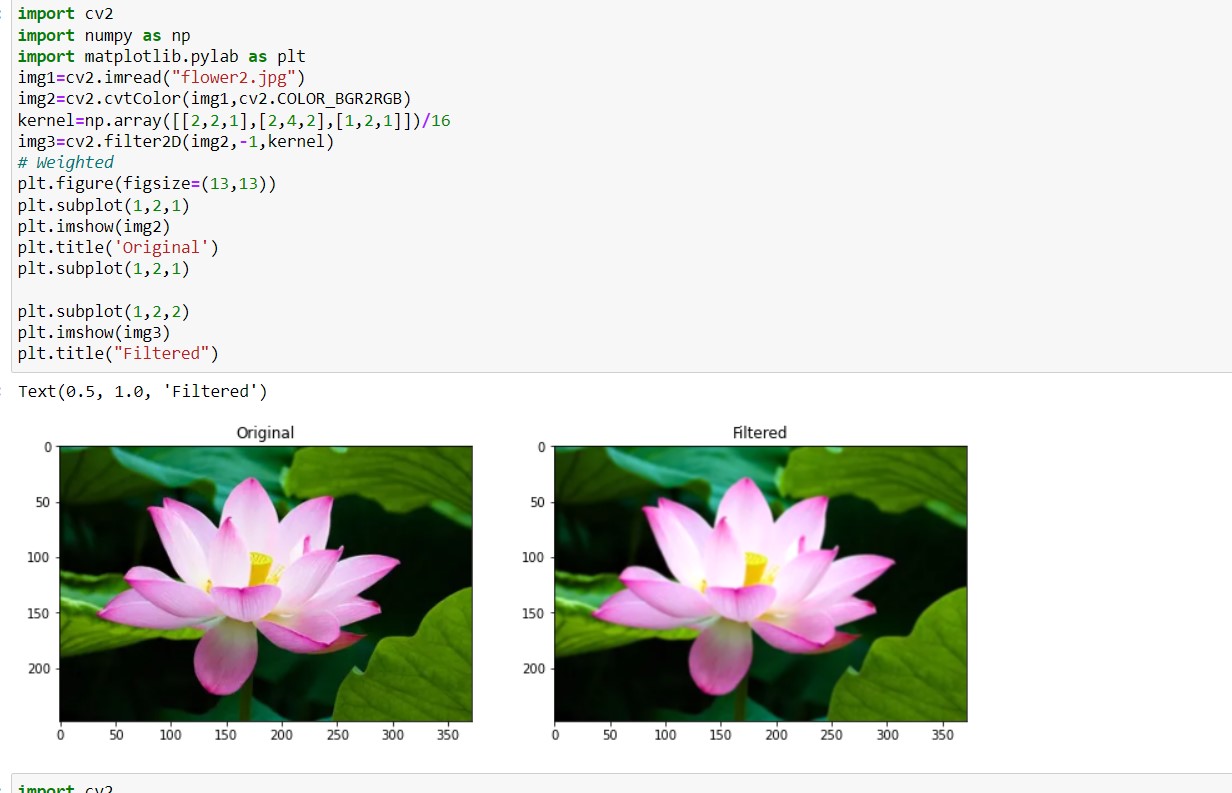 import cv2
import numpy as np
import matplotlib.pylab as plt
img1=cv2.imread("flower2.jpg")
img2=cv2.cvtColor(img1,cv2.COLOR_BGR2RGB)
kernel=np.array([[2,2,1],[2,4,2],[1,2,1]])/16
img3=cv2.filter2D(img2,-1,kernel)
# Weighted
plt.figure(figsize=(13,13))
plt.subplot(1,2,1)
plt.imshow(img2)
plt.title('Original')
plt.subplot(1,2,1)
plt.subplot(1,2,2)
plt.imshow(img3)
plt.title("Filtered")
Text(0.5, 1.0, 'Filtered')
Original
0
50
100
150
200
0 50 100 150 200 250 300 350
Filtered
0
50
100
150
200
0 50 100 150 200 250 300 350
import cv2